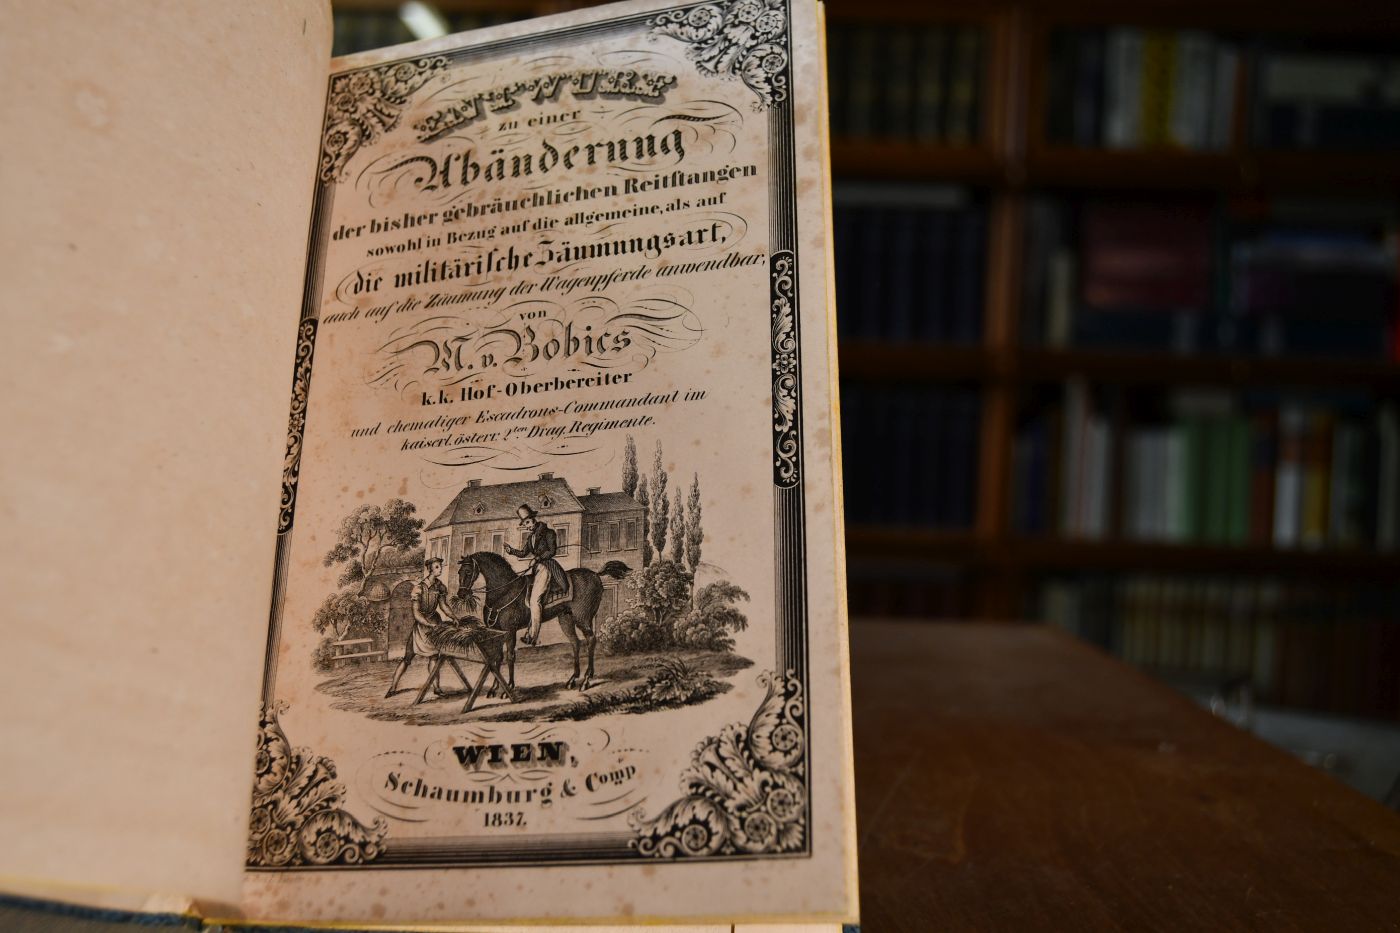 ENTWURF
zu einer
Abänderung
der bisher gebräuchlichen Reitſtangen
sowohl in Bezug auf die allgemeine, als auf
die militärische Zäumungsart,
auch auf die Zäumung der Wagenpferde anwendbar,
von
M. v. Bobics
k. k. Hof-Oberbereiter
und ehemaliger Escadrons-Commandant im
kaiserl. österr. 2ten Drag. Regimente.
WIEN,
Schaumburg & Comp
1837.